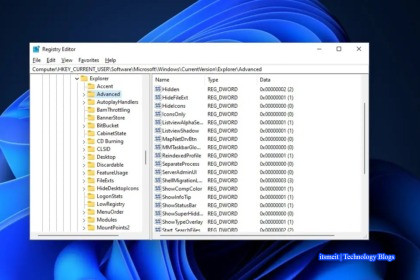 Registry Editor
File Edit View Favorites Help
Computer\HKEY_CURRENT_USER\Software\Microsoft\Windows\CurrentVersion\Explorer\Advanced
Explorer
Accent
Advanced
AutoplayHandlers
BamThrottling
BannerStore
BitBucket
CabinetState
CD Burning
CLSID
Desktop
Discardable
FeatureUsage
FileExts
HideDesktopIcons
LogonStats
LowRegistry
MenuOrder
Modules
MountPoints2
Name Type Data
Hidden REG_DWORD 0x00000002 (2)
HideFileExt REG_DWORD 0x00000001 (1)
HideIcons REG_DWORD 0x00000000 (0)
IconsOnly REG_DWORD 0x00000000 (0)
ListviewAlphaSe... REG_DWORD 0x00000001 (1)
ListviewShadow REG_DWORD 0x00000001 (1)
MapNetDrvBtn REG_DWORD 0x00000000 (0)
MMTaskbarGlo... REG_DWORD 0x00000000 (0)
ReindexedProfile REG_DWORD 0x00000001 (1)
SeparateProcess REG_DWORD 0x00000000 (0)
ServerAdminUI REG_DWORD 0x00000000 (0)
ShellMigrationL... REG_DWORD 0x00000003 (3)
ShowCompColor REG_DWORD 0x00000001 (1)
ShowInfoTip REG_DWORD 0x00000001 (1)
ShowStatusBar REG_DWORD 0x00000001 (1)
ShowSuperHidd... REG_DWORD 0x00000000 (0)
ShowTypeOverlay REG_DWORD 0x00000001 (1)
Start_SearchFiles REG_DWORD
itsmeit | Technology Blogs